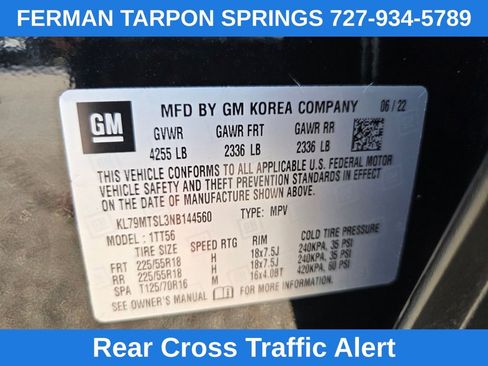 FERMAN TARPON SPRINGS 727-934-5789
GM
MFD BY GM KOREA COMPANY 06 / 22
GVWR GAWR FRT GAWR RR
4255 LB 2336 LB 2336 LB
THIS VEHICLE CONFORMS TO ALL APPLICABLE U.S. FEDERAL MOTOR
VEHICLE SAFETY AND THEFT PREVENTION STANDARDS IN EFFECT
ON THE DATE OF MANUFACTURE SHOWN ABOVE.
KL79MTSL3NB144560 TYPE: MPV
MODEL: 1TT56
TIRE SIZE SPEED RTG RIM COLD TIRE PRESSURE
FRT 225/55R18 H 18x7.5J 240KPA, 35 PSI
RR 225/55R18 H 18x7.5J 240KPA, 35 PSI
SPA T125/70R16 M 16x4.0BT 420KPA, 60 PSI
SEE OWNER'S MANUAL FOR ADDITIONAL INFORMATION.
Rear Cross Traffic Alert